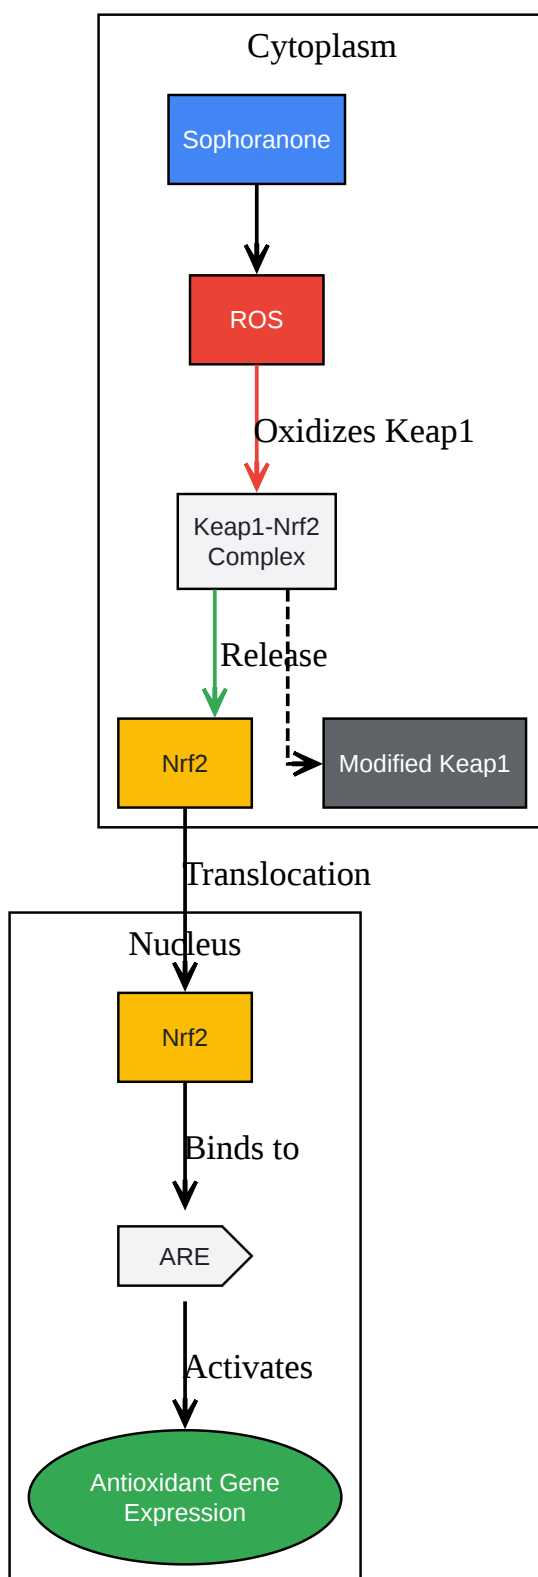 Cytoplasm
Sophoranone
ROS
Oxidizes Keap1
Keap1-Nrf2
Complex
Release
Nrf2
Modified Keap1
Translocation
Nucleus
Nrf2
Binds to
ARE
Activates
Antioxidant Gene
Expression